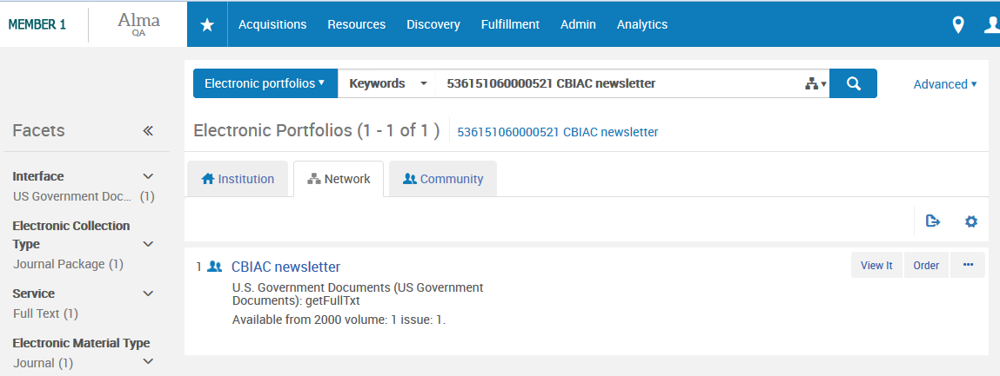 MEMBER 1
Alma
QA
Acquisitions Resources Discovery Fulfillment Admin Analytics
Electronic portfolios Keywords 536151060000521 CBIAC newsletter Advanced
Facets
Electronic Portfolios (1 - 1 of 1 ) 536151060000521 CBIAC newsletter
Interface
US Government Doc... (1)
Electronic Collection
Type
Journal Package (1)
Service
Full Text (1)
Electronic Material Type
Journal (1)
Institution Network Community
1 CBIAC newsletter View It Order ...
U.S. Government Documents (US Government
Documents): getFullTxt
Available from 2000 volume: 1 issue: 1.